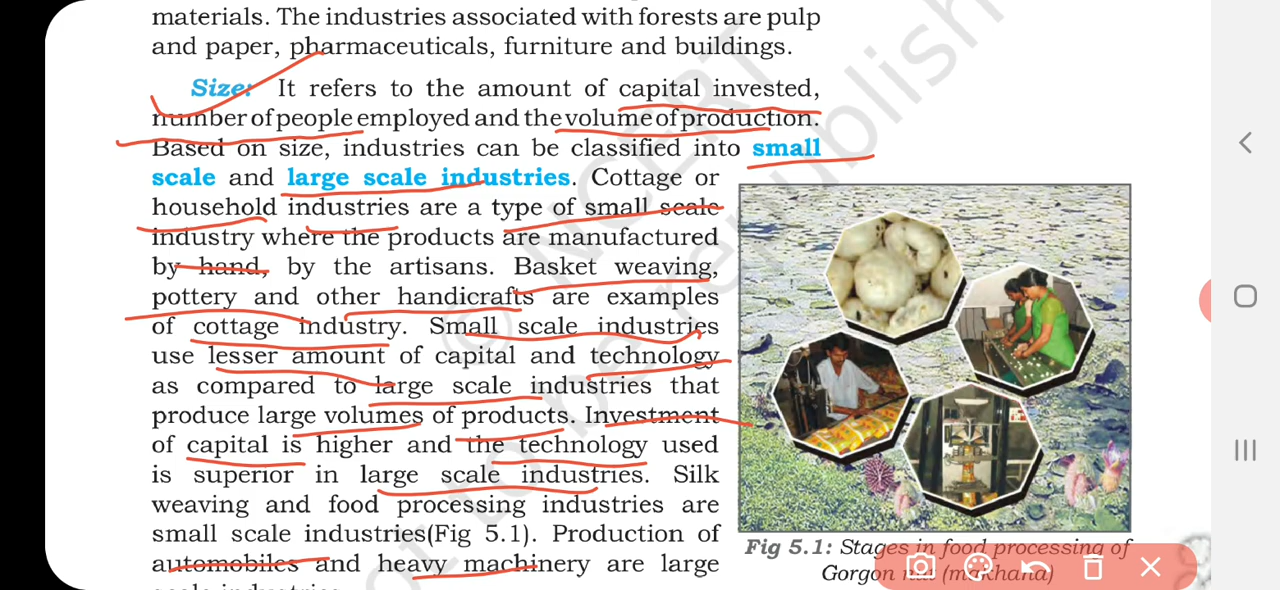 materials. The industries associated with forests are pulp
and paper, pharmaceuticals, furniture and buildings.
Size: It refers to the amount of capital invested,
number of people employed and the volume of production.
Based on size, industries can be classified into small
scale and large scale industries. Cottage or
household industries are a type of small scale
industry where the products are manufactured
by hand, by the artisans. Basket weaving,
pottery and other handicrafts are examples
of cottage industry. Small scale industries
use lesser amount of capital and technology
as compared to large scale industries that
produce large volumes of products. Investment
of capital is higher and the technology used
is superior in large scale industries. Silk
weaving and food processing industries are
small scale industries(Fig 5.1). Production of
automobiles and heavy machinery are large
scale industries.
Fig 5.1: Stages in food processing of
Gorgon nut (makhana)
© NCERT
republish